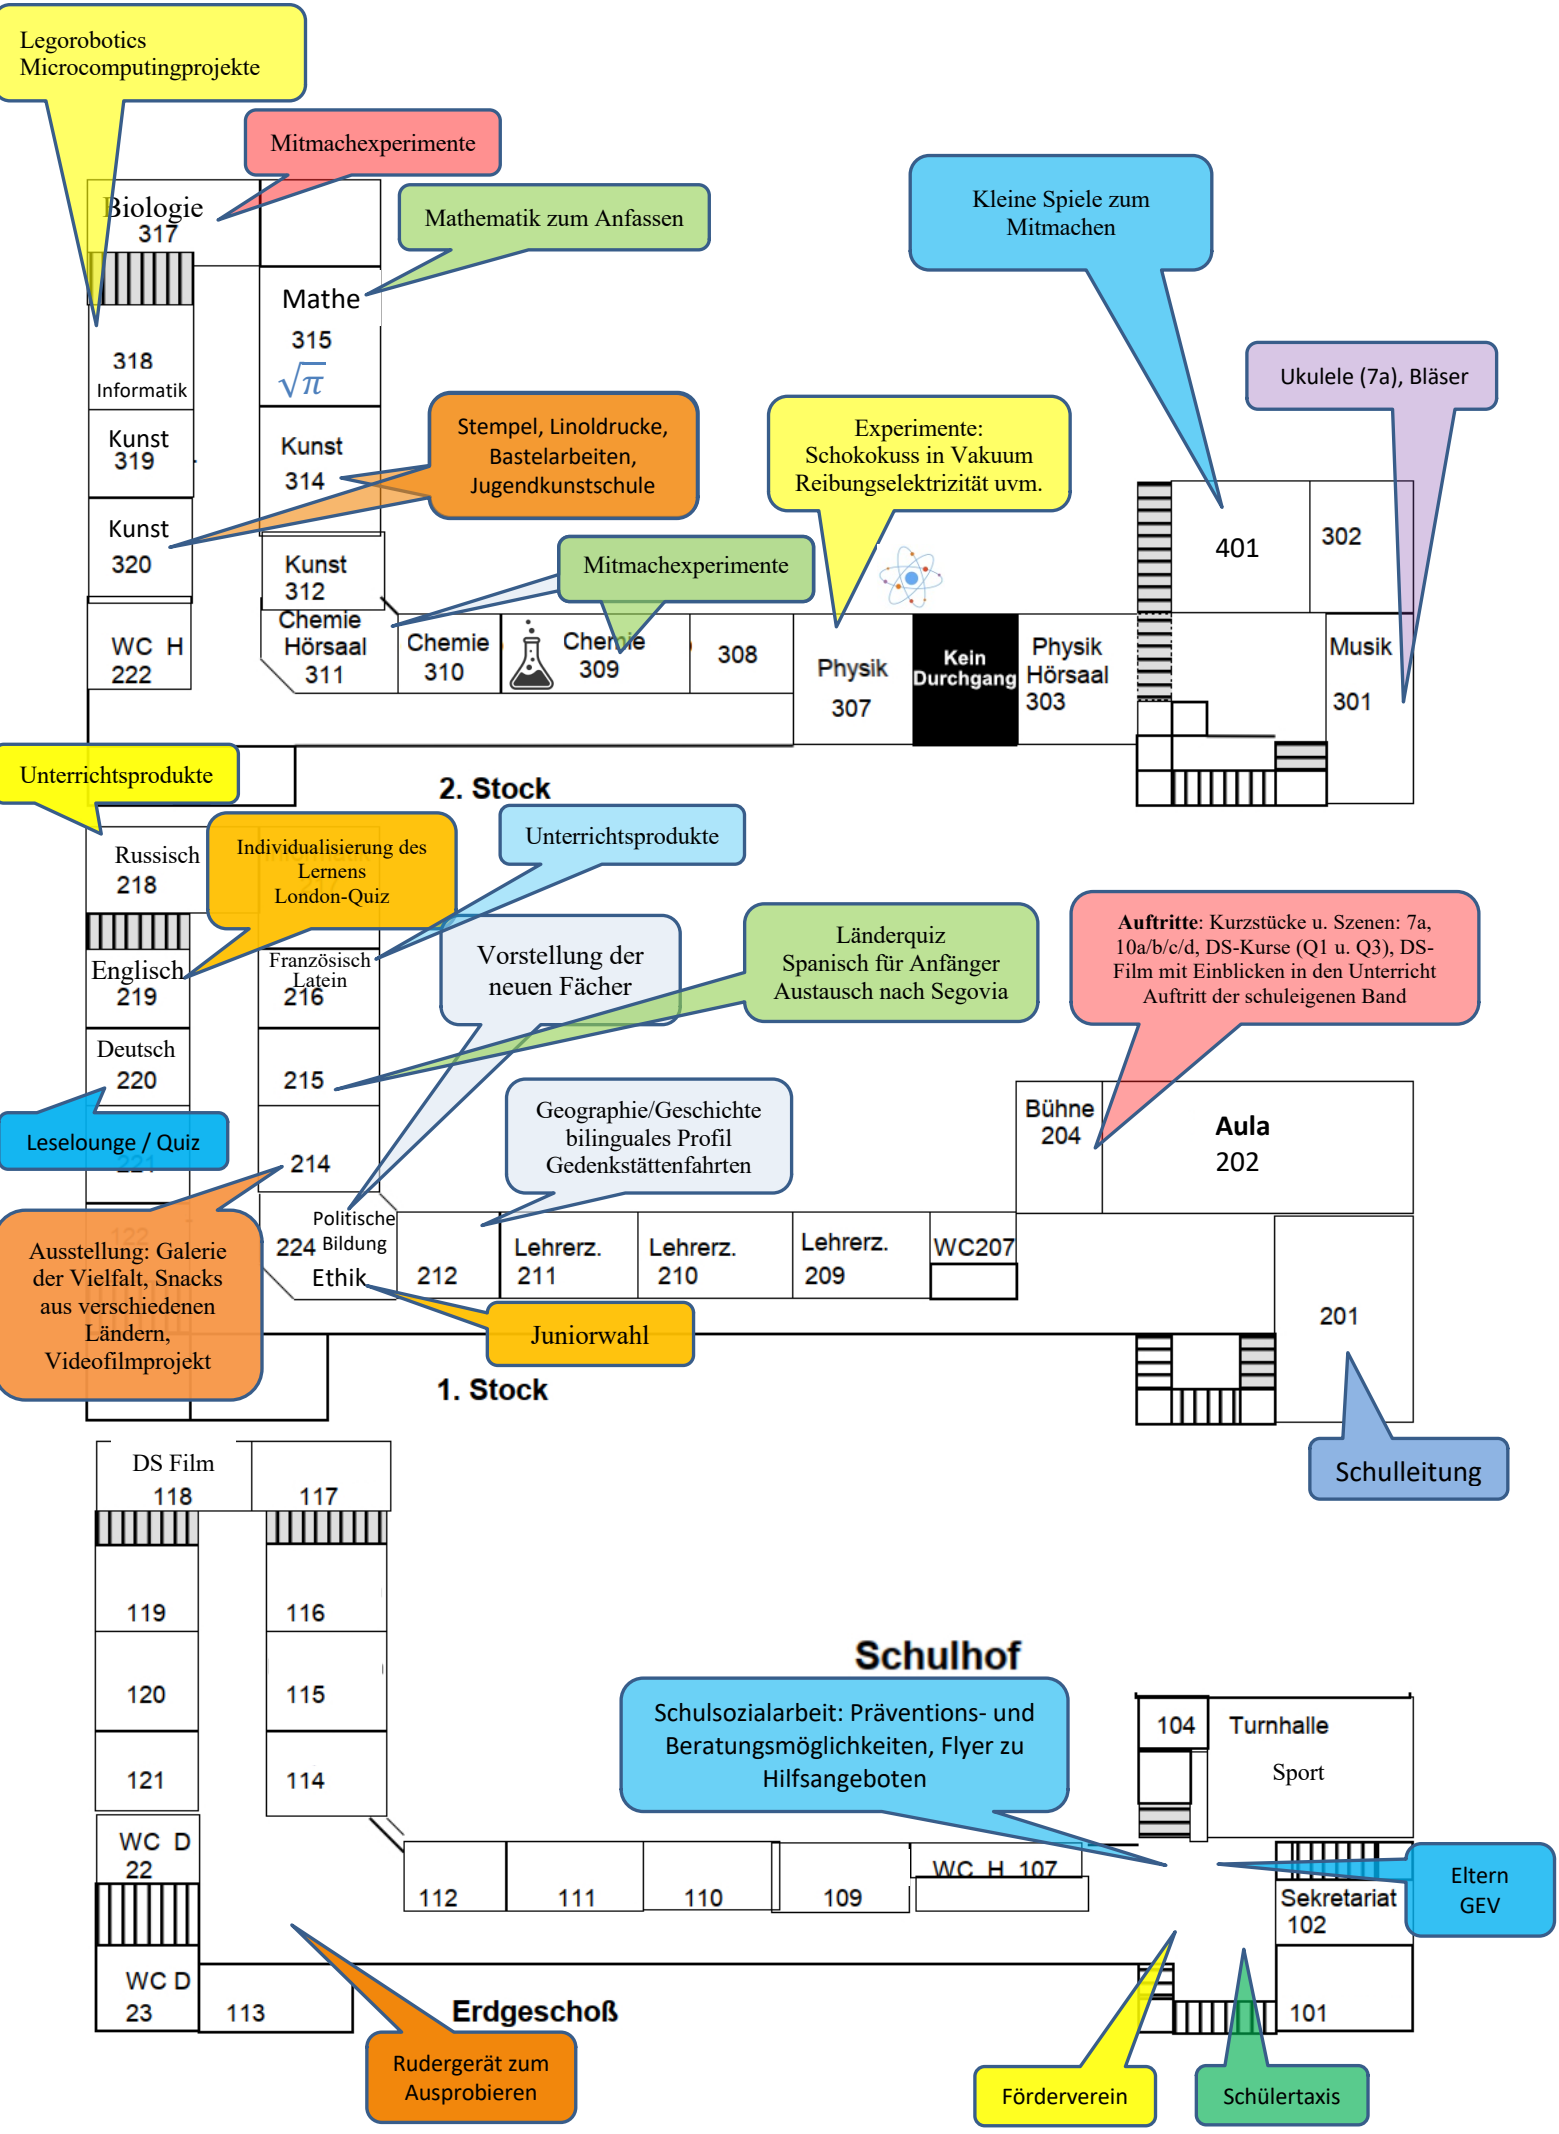 Legorobotics
Microcomputingprojekte
Mitmachexperimente
Biologie
317
Mathematik zum Anfassen
Kleine Spiele zum
Mitmachen
Mathe
315
√π
318
Informatik
Ukulele (7a), Bläser
Kunst
319
Kunst
314
Stempel, Linoldrucke,
Bastelarbeiten,
Jugendkunstschule
Experimente:
Schokokuss in Vakuum
Reibungselektrizität uvm.
Kunst
320
Kunst
312
Mitmachexperimente
401
302
WC H
222
Chemie
Hörsaal
311
Chemie
310
Chemie
309
308
Physik
307
Kein
Durchgang
Physik
Hörsaal
303
Musik
301
2. Stock
Unterrichtsprodukte
Russisch
218
Individualisierung des
Lernens
London-Quiz
Unterrichtsprodukte
Englisch
219
Französisch
Latein
216
Vorstellung der
neuen Fächer
Länderquiz
Spanisch für Anfänger
Austausch nach Segovia
Auftritte: Kurzstücke u. Szenen: 7a,
10a/b/c/d, DS-Kurse (Q1 u. Q3), DS-
Film mit Einblicken in den Unterricht
Auftritt der schuleigenen Band
Deutsch
220
215
Leselounge / Quiz
221
214
Geographie/Geschichte
bilinguales Profil
Gedenkstättenfahrten
Bühne
204
Aula
202
122
Ausstellung: Galerie
der Vielfalt, Snacks
aus verschiedenen
Ländern,
Videofilmprojekt
224
Politische
Bildung
Ethik
212
Lehrerz.
211
Lehrerz.
210
Lehrerz.
209
WC207
201
Juniorwahl
1. Stock
Schulleitung
DS Film
118
117
119
116
120
115
121
114
Schulhof
Schulsozialarbeit: Präventions- und
Beratungsmöglichkeiten, Flyer zu
Hilfsangeboten
104
Turnhalle
Sport
WC D
22
112
111
110
109
WC H 107
Eltern
GEV
Sekretariat
102
WC D
23
113
Erdgeschoß
101
Rudergerät zum
Ausprobieren
Förderverein
Schülertaxis